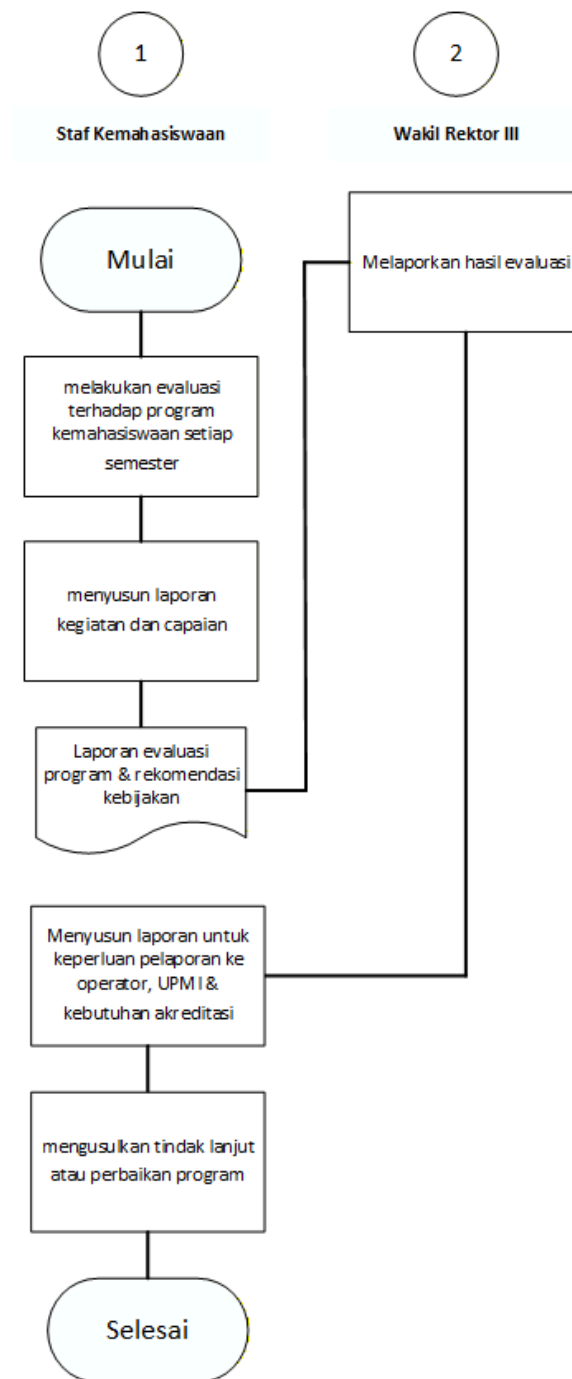 1
2
Staf Kemahasiswaan
Wakil Rektor III
Mulai
Melaporkan hasil evaluasi
melakukan evaluasi
terhadap program
kemahasiswaan setiap
semester
menyusun laporan
kegiatan dan capaian
Laporan evaluasi
program & rekomendasi
kebijakan
Menyusun laporan untuk
keperluan pelaporan ke
operator, UPMI &
kebutuhan akreditasi
mengusulkan tindak lanjut
atau perbaikan program
Selesai